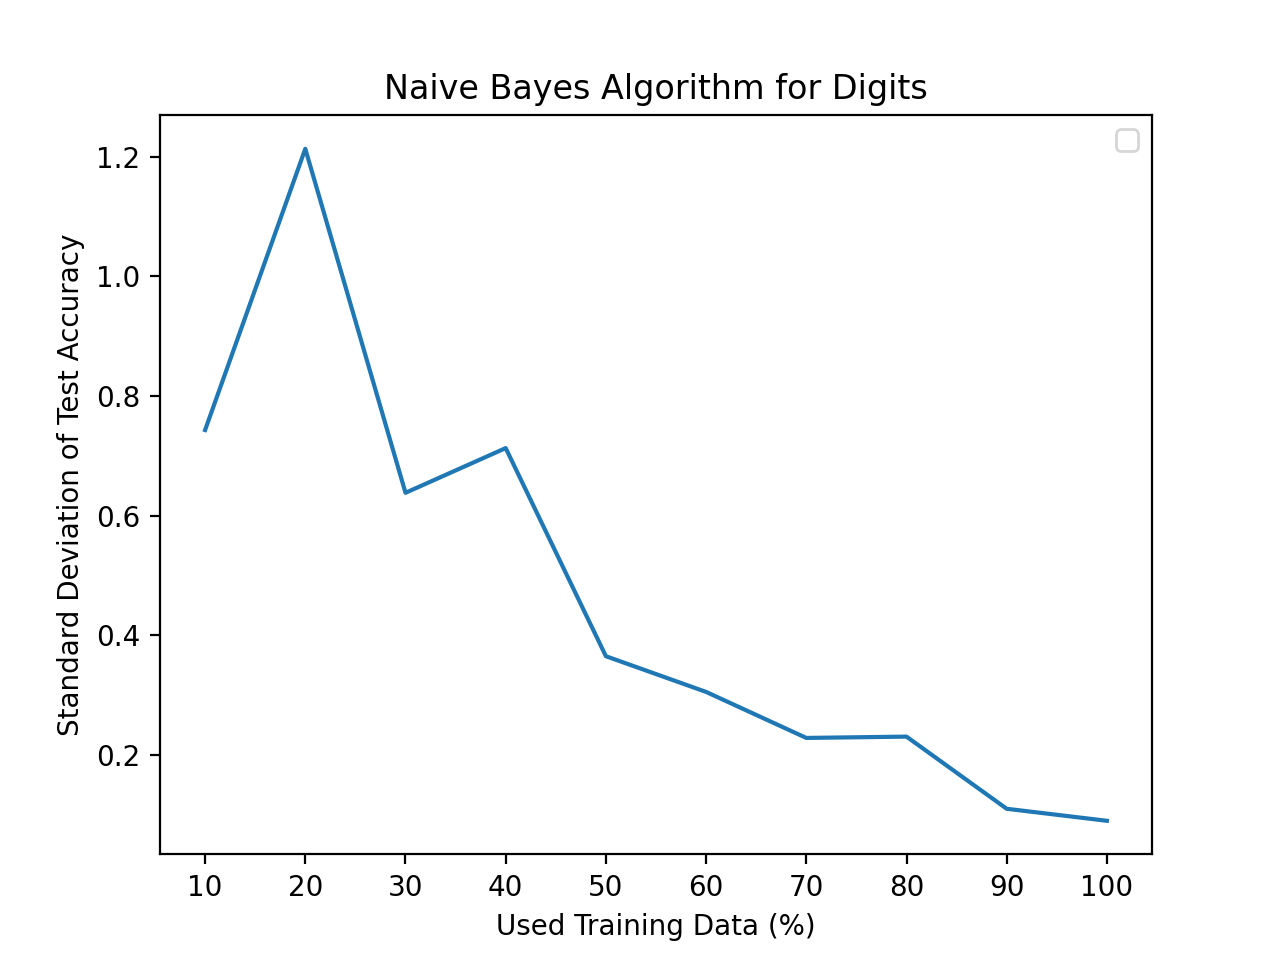 Naive Bayes Algorithm for Digits
1.2
1.0
0.8
0.6
0.4
0.2
Standard Deviation of Test Accuracy
10 20 30 40 50 60 70 80 90 100
Used Training Data (%)